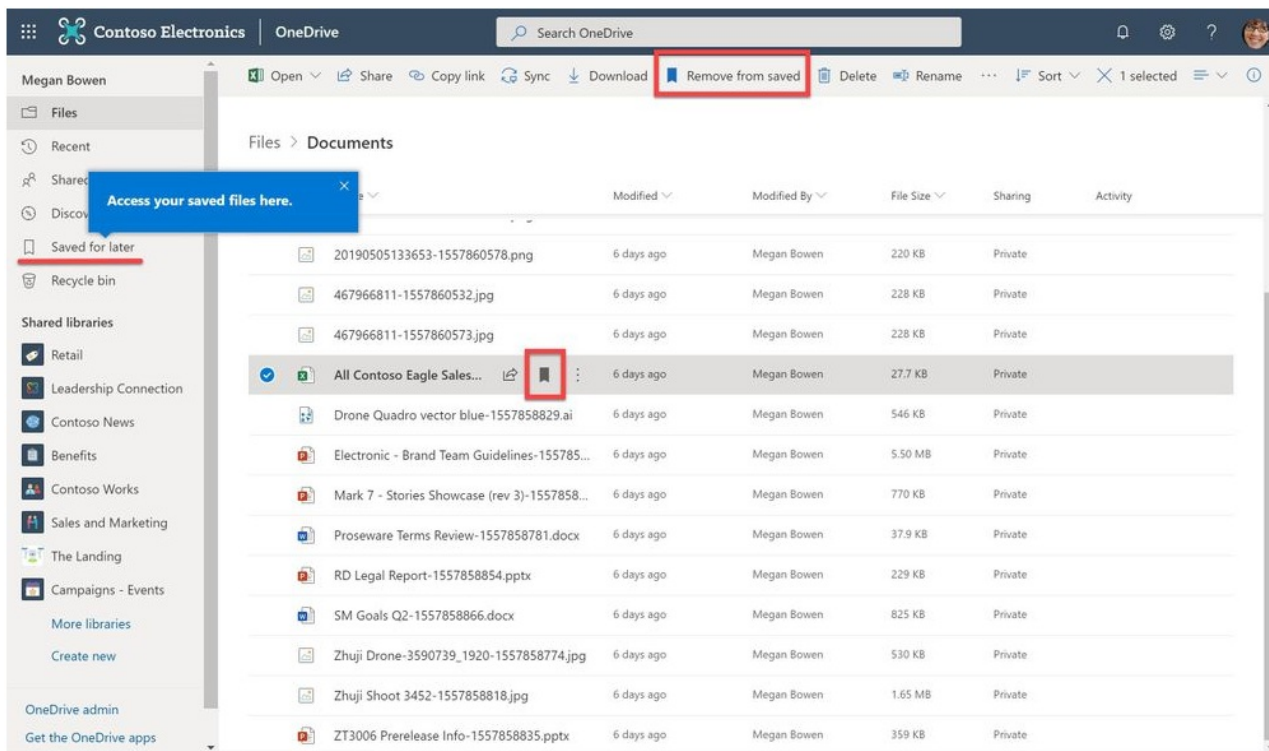 Contoso Electronics OneDrive Search OneDrive ?
Megan Bowen
Files
Recent
Shared
Discov
Saved for later
Recycle bin
Shared libraries
Retail
Leadership Connection
Contoso News
Benefits
Contoso Works
Sales and Marketing
The Landing
Campaigns - Events
More libraries
Create new
OneDrive admin
Get the OneDrive apps
Access your saved files here.
Open Share Copy link Sync Download Remove from saved Delete Rename ... Sort 1 selected
Files > Documents
Modified Modified By File Size Sharing Activity
20190505133653-1557860578.png 6 days ago Megan Bowen 220 KB Private
467966811-1557860532.jpg 6 days ago Megan Bowen 228 KB Private
467966811-1557860573.jpg 6 days ago Megan Bowen 228 KB Private
All Contoso Eagle Sales... 6 days ago Megan Bowen 27.7 KB Private
Drone Quadro vector blue-1557858829.ai 6 days ago Megan Bowen 546 KB Private
Electronic - Brand Team Guidelines-155785... 6 days ago Megan Bowen 5.50 MB Private
Mark 7 - Stories Showcase (rev 3)-1557858... 6 days ago Megan Bowen 770 KB Private
Proseware Terms Review-1557858781.docx 6 days ago Megan Bowen 37.9 KB Private
RD Legal Report-1557858854.pptx 6 days ago Megan Bowen 229 KB Private
SM Goals Q2-1557858866.docx 6 days ago Megan Bowen 825 KB Private
Zhuji Drone-3590739_1920-1557858774.jpg 6 days ago Megan Bowen 530 KB Private
Zhuji Shoot 3452-1557858818.jpg 6 days ago Megan Bowen 1.65 MB Private
ZT3006 Prerelease Info-1557858835.pptx 6 days ago Megan Bowen 359 KB Private